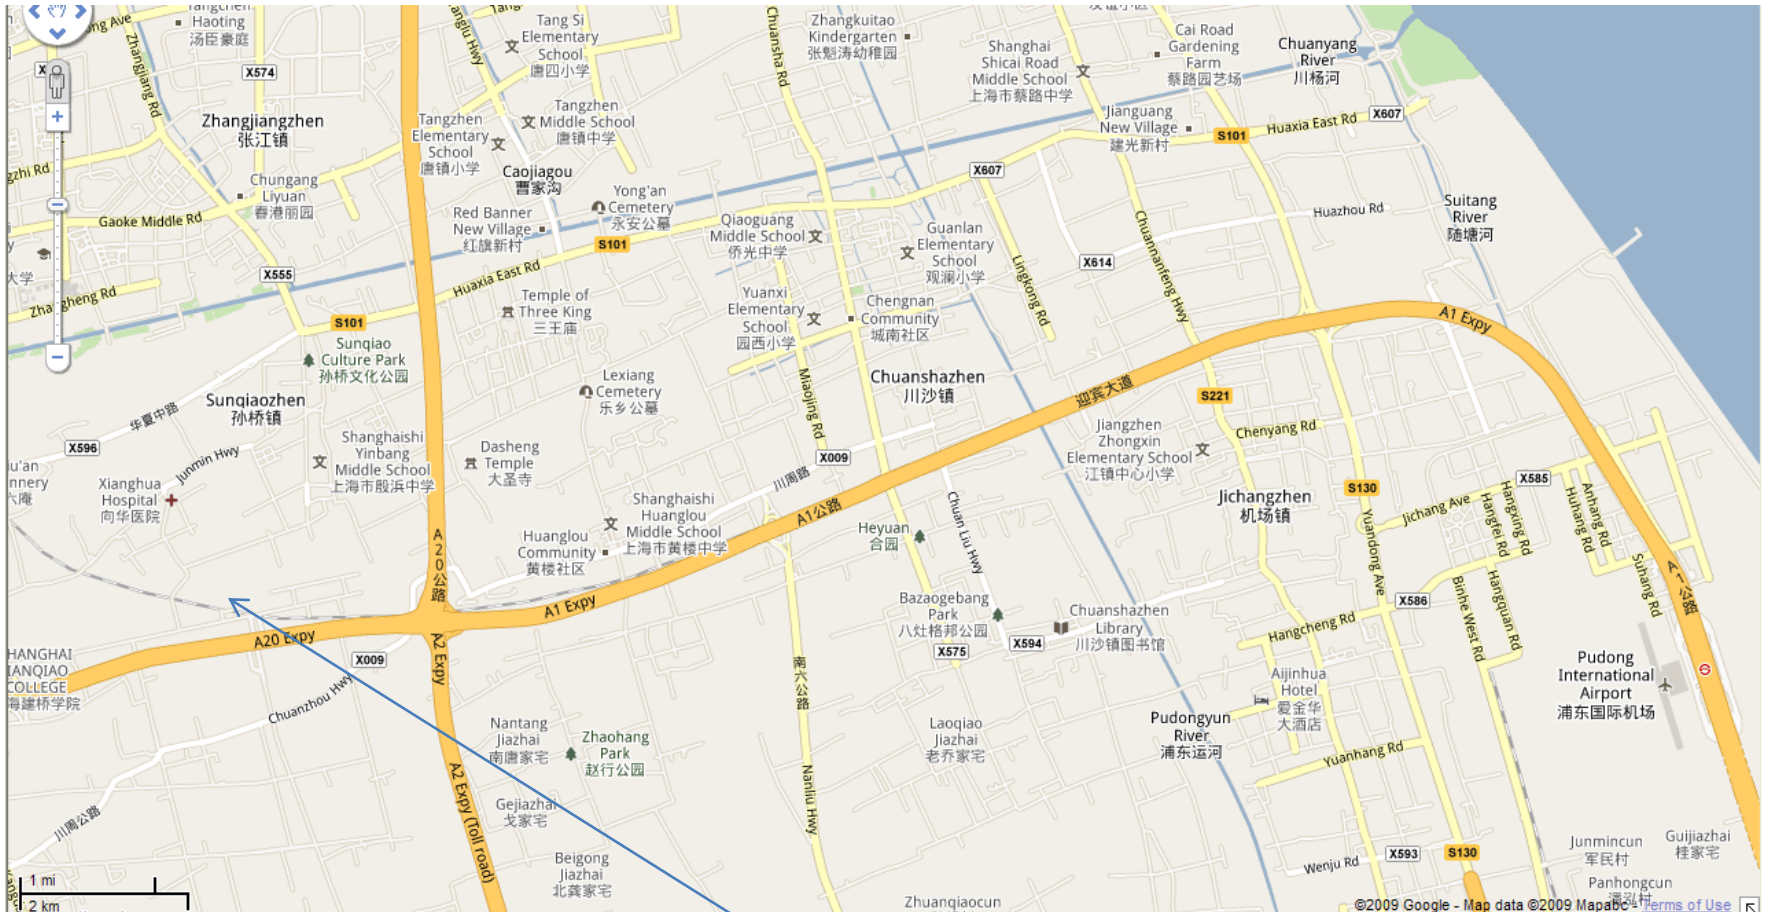 Tangchen
Haoting
汤臣豪庭
Zhangjiang Rd
X574
Tang Si
Elementary
School
唐四小学
Tangzhen
Middle School
唐镇中学
Tangzhen
Elementary
School
唐镇小学
Chuansha Rd
Zhangkuitao
Kindergarten
张魁涛幼稚园
Shanghai
Shicai Road
Middle School
上海市蔡路中学
Cai Road
Gardening
Farm
蔡路园艺场
Chuanyang
River
川杨河
Jianguang
New Village
建光新村
S101
Huaxia East Rd
X607
Zhangjiangzhen
张江镇
Chungang
Liyuan
春港丽园
Gaoke Middle Rd
Caojiagou
曹家沟
Yong'an
Cemetery
永安公墓
Red Banner
New Village
红旗新村
S101
Qiaoguang
Middle School
侨光中学
X607
Guanlan
Elementary
School
观澜小学
Huazhou Rd
Suitang
River
随塘河
X614
Chuannanfeng Hwy
Lingkong Rd
大学
X555
Zhangheng Rd
Huaxia East Rd
S101
Temple of
Three King
三王庙
Yuanxi
Elementary
School
园西小学
Chengnan
Community
城南社区
A1 Expy
Sunqiao
Culture Park
孙桥文化公园
Sunqiaozhen
孙桥镇
Lexiang
Cemetery
乐乡公墓
Miaojing Rd
Chuanshazhen
川沙镇
迎宾大道
S221
华夏中路
X596
Junmin Hwy
Shanghaishi
Yinbang
Middle School
上海市殷浜中学
Dasheng
Temple
大圣寺
X009
川周路
Jiangzhen
Zhongxin
Elementary School
江镇中心小学
Chenyang Rd
Xianghua
Hospital
向华医院
Shanghaishi
Huanglou
Middle School
上海市黄楼中学
A1公路
Chuan Liu Hwy
Jichangzhen
机场镇
S130
X585
Jichang Ave
Hangxing Rd
Hangfei Rd
Anhang Rd
Huhang Rd
Yuandong Ave
A20公路
Huanglou
Community
黄楼社区
Heyuan
合园
Suhang Rd
A1公路
A1 Expy
A20 Expy
A2 Expy
X009
Bazaogebang
Park
八灶格邦公园
X575
X594
Chuanshazhen
Library
川沙镇图书馆
X586
Hangcheng Rd
Binhe West Rd
Hangquan Rd
COLLEGE
海建桥学院
Chuanzhou Hwy
南六公路
Aijinhua
Hotel
爱金华
大酒店
Pudong
International
Airport
浦东国际机场
Nantang
Jiazhai
南唐家宅
Zhaohang
Park
赵行公园
Laoqiao
Jiazhai
老乔家宅
Pudongyun
River
浦东运河
Yuanhang Rd
A2 Expy (Toll road)
Nanliu Hwy
Gejiazhai
戈家宅
川周公路
Beigong
Jiazhai
北龚家宅
Wenju Rd
X593
S130
Junmincun
军民村
Guijiazhai
桂家宅
Panhongcun
Zhuanqiaocun
1 mi
2 km
©2009 Google - Map data ©2009 Mapabc - Terms of Use